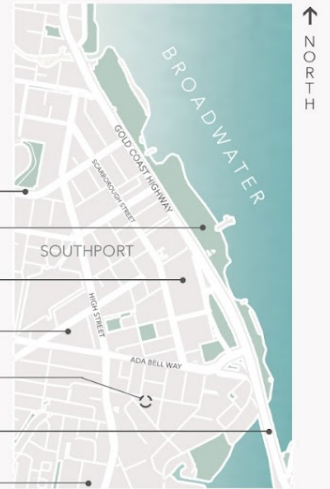 NORTH
BROADWATER
GOLD COAST HIGHWAY
SCARBOROUGH STREET
SOUTHPORT
HIGH STREET
ADA BELL WAY